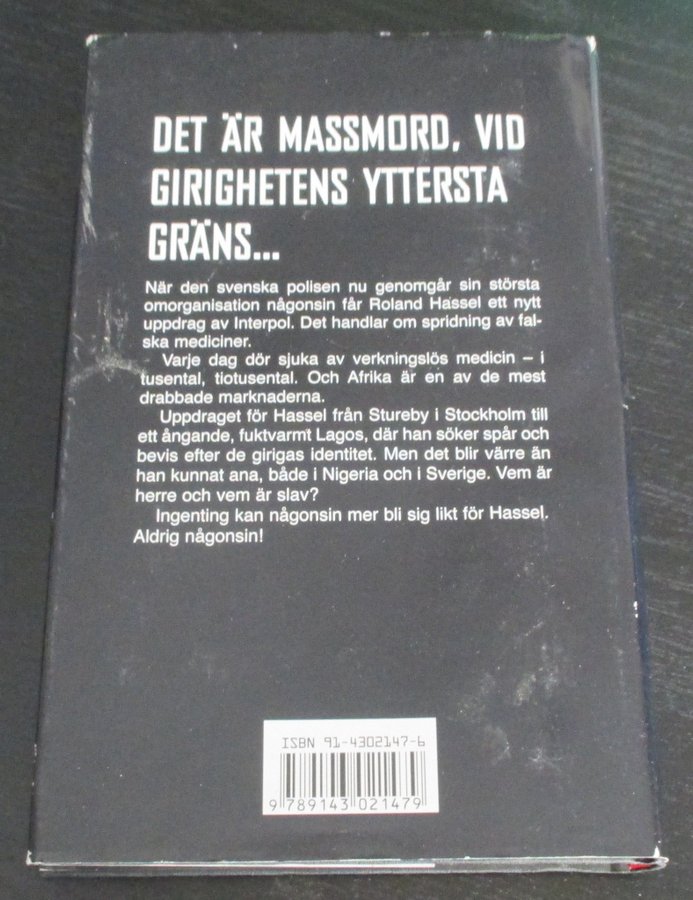 DET ÄR MASSMORD, VID
GIRIGHETENS YTTERSTA
GRÄNS...
När den svenska polisen nu genomgår sin största
omorganisation någonsin får Roland Hassel ett nytt
uppdrag av Interpol. Det handlar om spridning av fal-
ska mediciner.
Varje dag dör sjuka av verkningslös medicin – i
tusental, tiotusental. Och Afrika är en av de mest
drabbade marknaderna.
Uppdraget för Hassel från Stureby i Stockholm till
ett ångande, fuktvarmt Lagos, där han söker spår och
bevis efter de girigas identitet. Men det blir värre än
han kunnat ana, både i Nigeria och i Sverige. Vem är
herre och vem är slav?
Ingenting kan någonsin mer bli sig likt för Hassel.
Aldrig någonsin!
ISBN 91-4302147-6
9 789143 021479